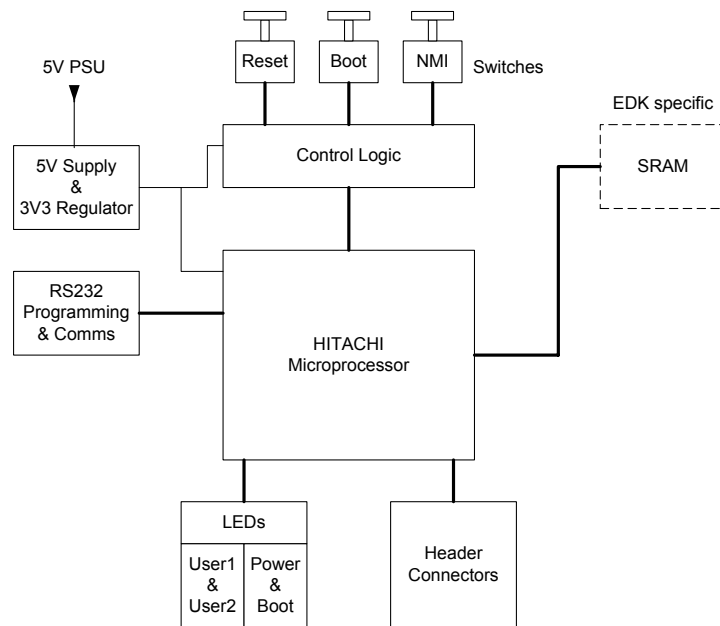 Reset
Boot
NMI
Switches
5V PSU
EDK specific
5V Supply
&
3V3 Regulator
Control Logic
SRAM
RS232
Programming
& Comms
HITACHI
Microprocessor
LEDs
User1
&
User2
Power
&
Boot
Header
Connectors